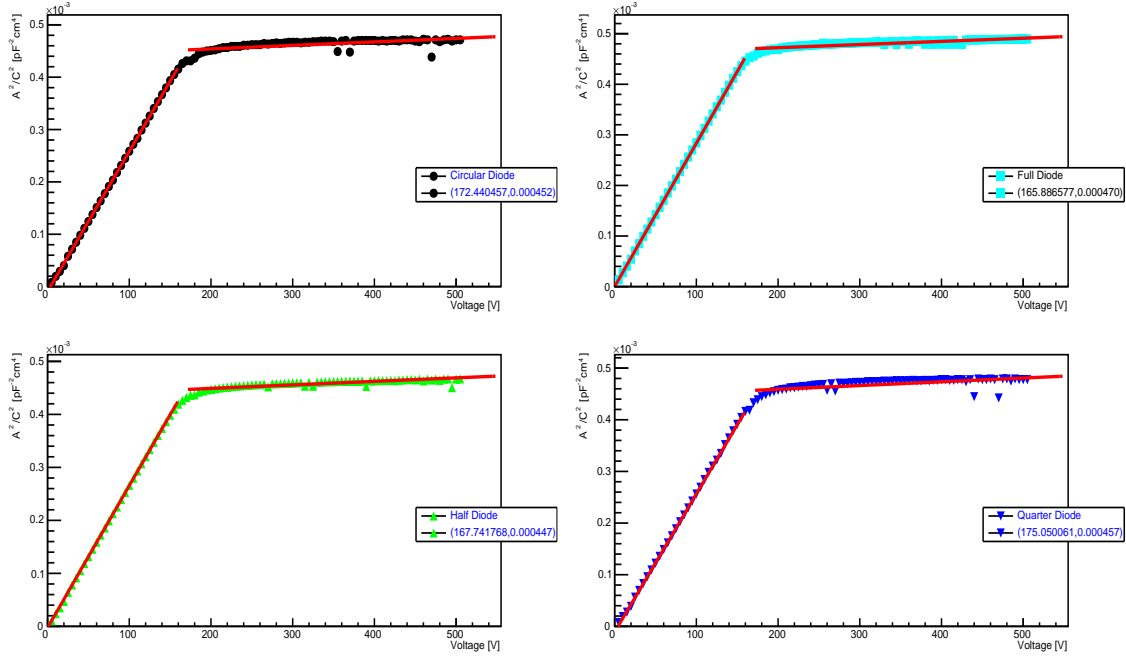 ×10⁻³
A²/C² [pF⁻²cm⁴]
0.5
0.4
0.3
0.2
0.1
0
0 100 200 300 400 500
Voltage [V]
Circular Diode
(172.440457,0.000452)
×10⁻³
A²/C² [pF⁻²cm⁴]
0.5
0.4
0.3
0.2
0.1
0
0 100 200 300 400 500
Voltage [V]
Full Diode
(165.886577,0.000470)
×10⁻³
A²/C² [pF⁻²cm⁴]
0.5
0.4
0.3
0.2
0.1
0
0 100 200 300 400 500
Voltage [V]
Half Diode
(167.741768,0.000447)
×10⁻³
A²/C² [pF⁻²cm⁴]
0.5
0.4
0.3
0.2
0.1
0
0 100 200 300 400 500
Voltage [V]
Quarter Diode
(175.050061,0.000457)